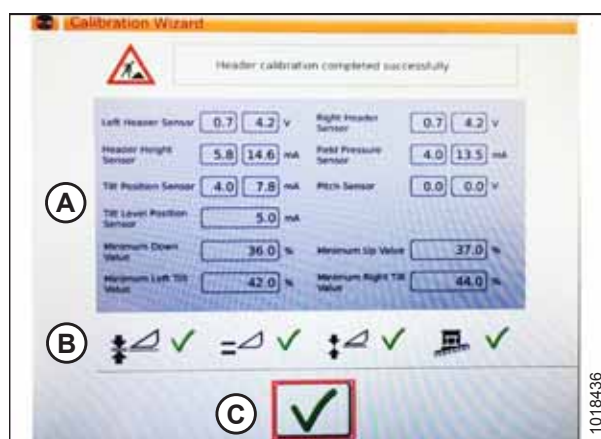 Calibration Wizard
Header calibration completed successfully
Left Header Sensor 0.7 4.2 v Right Header Sensor 0.7 4.2 v
Header Height Sensor 5.8 14.6 mA Field Pressure Sensor 4.0 13.5 mA
Tilt Position Sensor 4.0 7.8 mA Pitch Sensor 0.0 0.0 v
A
Tilt Level Position Sensor 5.0 mA
Minimum Down Value 36.0 % Minimum Up Value 37.0 %
Minimum Left Tilt Value 42.0 % Minimum Right Tilt Value 44.0 %
B
C
1018436